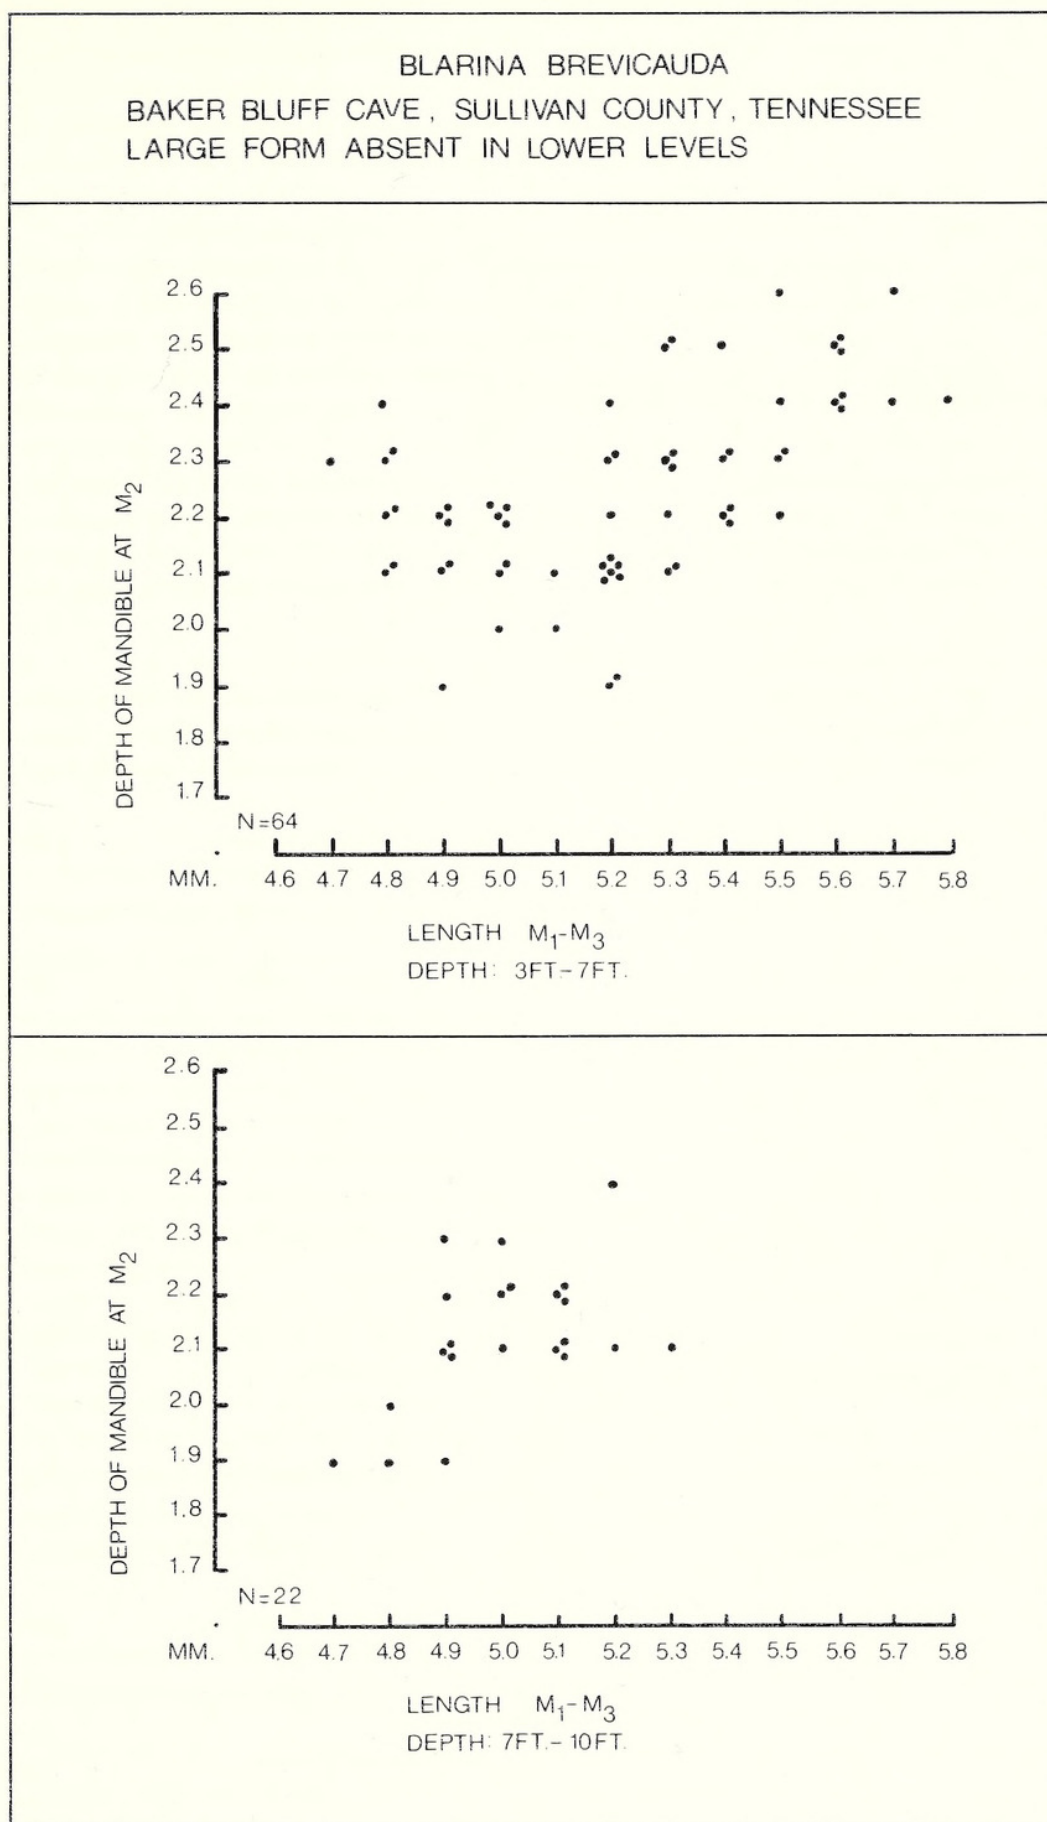 BLARINA BREVICAUDA
BAKER BLUFF CAVE, SULLIVAN COUNTY, TENNESSEE
LARGE FORM ABSENT IN LOWER LEVELS
2.6
2.5
2.4
2.3
2.2
2.1
2.0
1.9
1.8
1.7
DEPTH OF MANDIBLE AT M2
N=64
MM. 4.6 4.7 4.8 4.9 5.0 5.1 5.2 5.3 5.4 5.5 5.6 5.7 5.8
LENGTH M1-M3
DEPTH: 3FT.-7FT.
2.6
2.5
2.4
2.3
2.2
2.1
2.0
1.9
1.8
1.7
DEPTH OF MANDIBLE AT M2
N=22
MM. 4.6 4.7 4.8 4.9 5.0 5.1 5.2 5.3 5.4 5.5 5.6 5.7 5.8
LENGTH M1-M3
DEPTH: 7FT.-10FT.